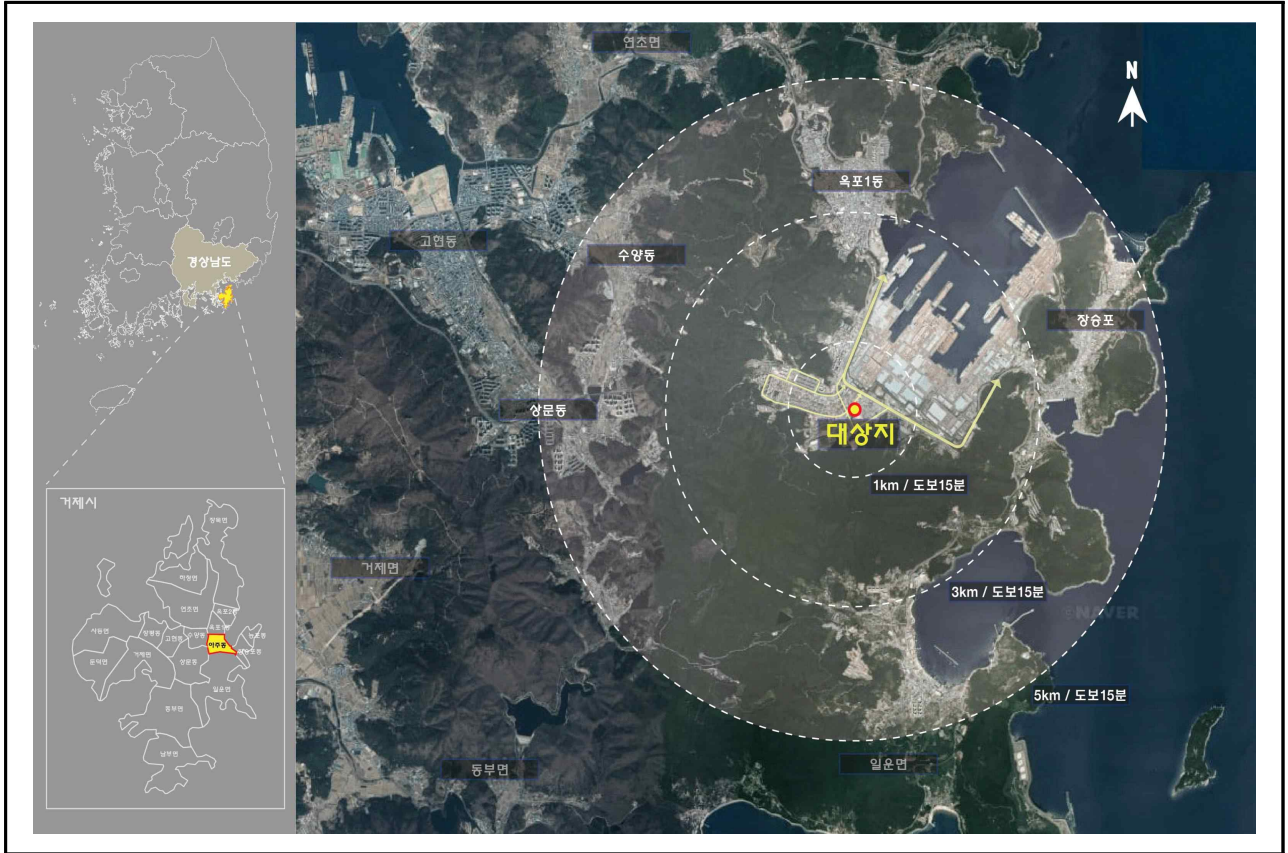 경상남도
거제시
장목면
하청면
연초면
옥포2동
옥포1동
사등면
장평동
고현동
수양동
아주동
능포동
장승포동
둔덕면
거제면
상문동
일운면
동부면
남부면
연초면
N
옥포1동
고현동
수양동
장승포
상문동
대상지
1km / 도보15분
거제면
3km / 도보15분
©NAVER
5km / 도보15분
일운면
동부면